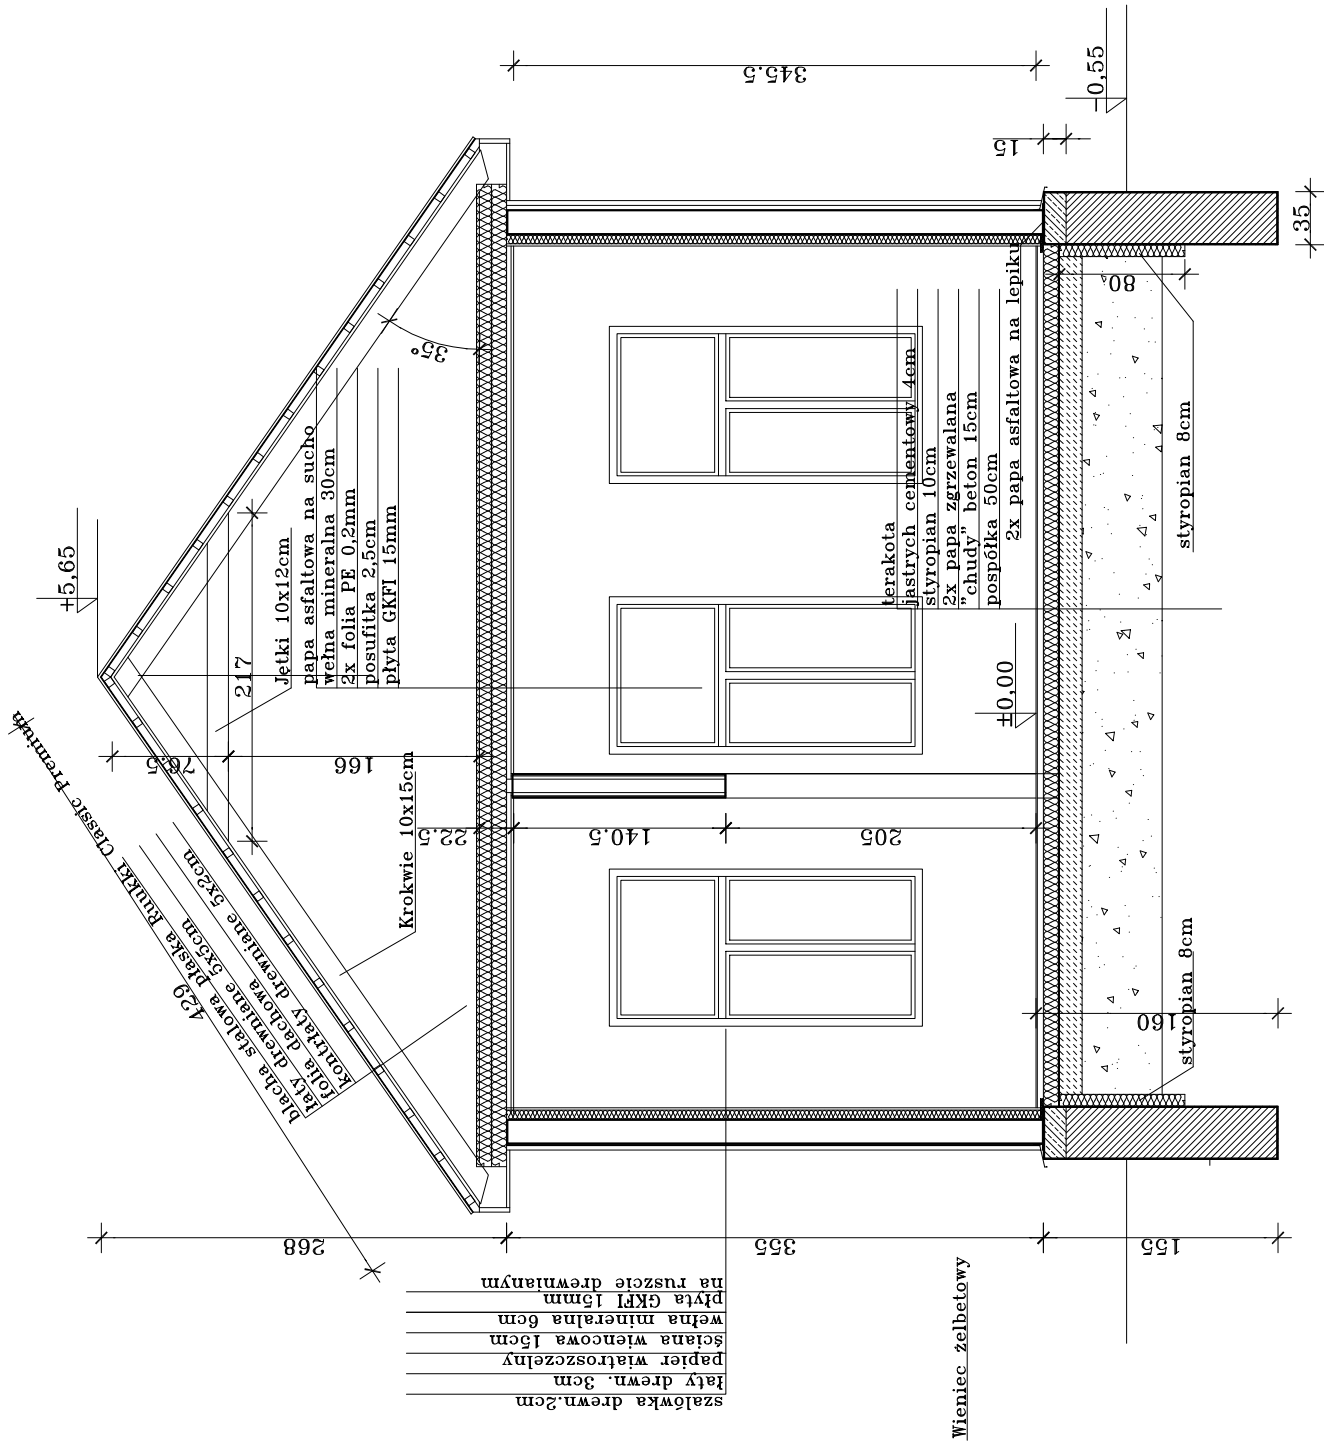 345.5
-0,55
15
35
80
+5,65
35°
Jętki 10x12cm
papa asfaltowa na sucho
wełna mineralna 30cm
2x folia PE 0,2mm
posufitka 2,5cm
płyta GKFI 15mm
217
76.5
166
Krokwie 10x15cm
22.5
140.5
205
terakota
jastrych cementowy 4cm
styropian 10cm
2x papa zgrzewalana
"chudy" beton 15cm
pospółka 50cm
2x papa asfaltowa na lepiku
±0,00
styropian 8cm
styropian 8cm
160
429
blacha stalowa płaska Ruukki Classic Premium
łaty drewniane 5x5cm
folia dachowa
kontrłaty drewniane 5x2cm
268
355
155
szalówka drewn.2cm
łaty drewn. 3cm
papier wiatroszczelny
ściana wiencowa 15cm
wełna mineralna 6cm
płyta GKFI 15mm
na ruszcie drewnianym
Wieniec żelbetowy